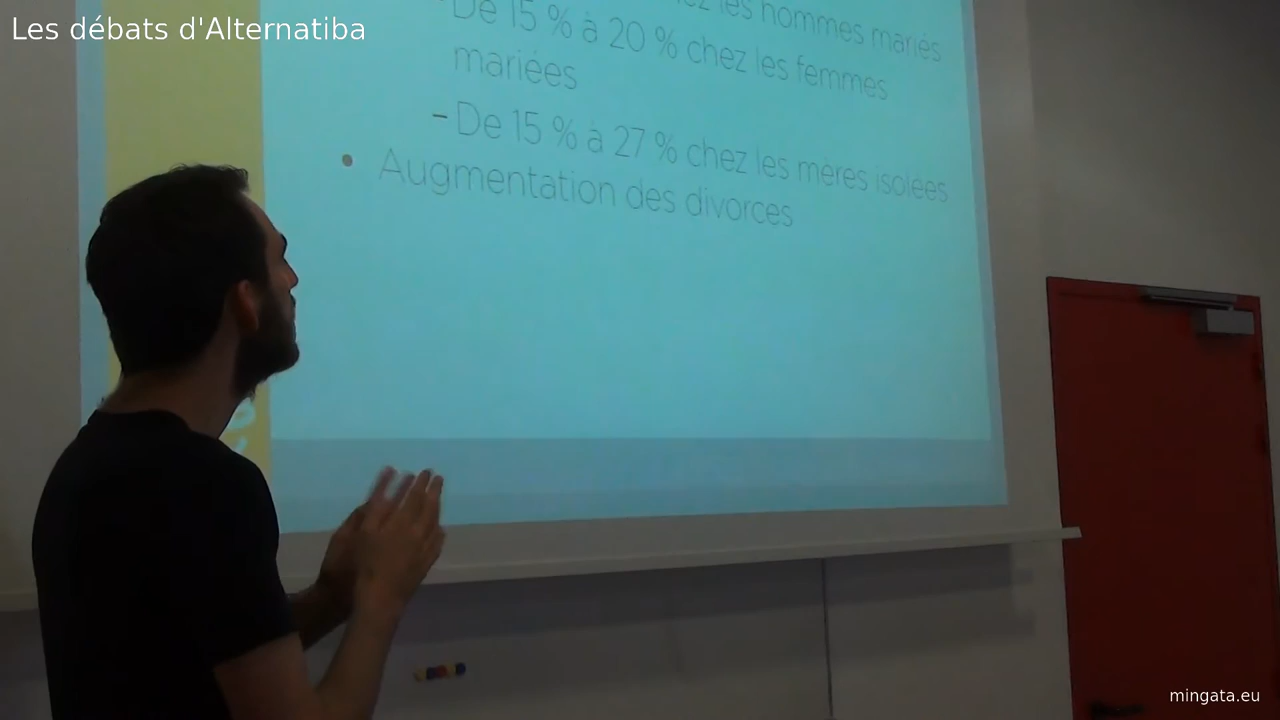 Les débats d'Alternatiba
les hommes mariés
- De 15 % à 20 % chez les femmes
mariées
- De 15 % à 27 % chez les mères isolées
• Augmentation des divorces
mingata.eu